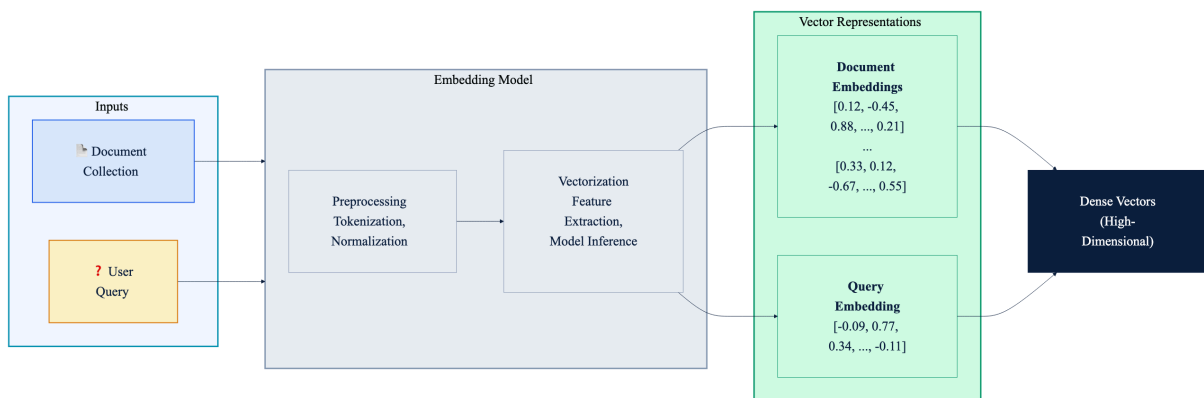 Inputs
Document
Collection
❓ User
Query
Embedding Model
Preprocessing
Tokenization,
Normalization
Vectorization
Feature
Extraction,
Model Inference
Vector Representations
Document
Embeddings
[0.12, -0.45,
0.88, ..., 0.21]
...
[0.33, 0.12,
-0.67, ..., 0.55]
Query
Embedding
[-0.09, 0.77,
0.34, ..., -0.11]
Dense Vectors
(High-
Dimensional)